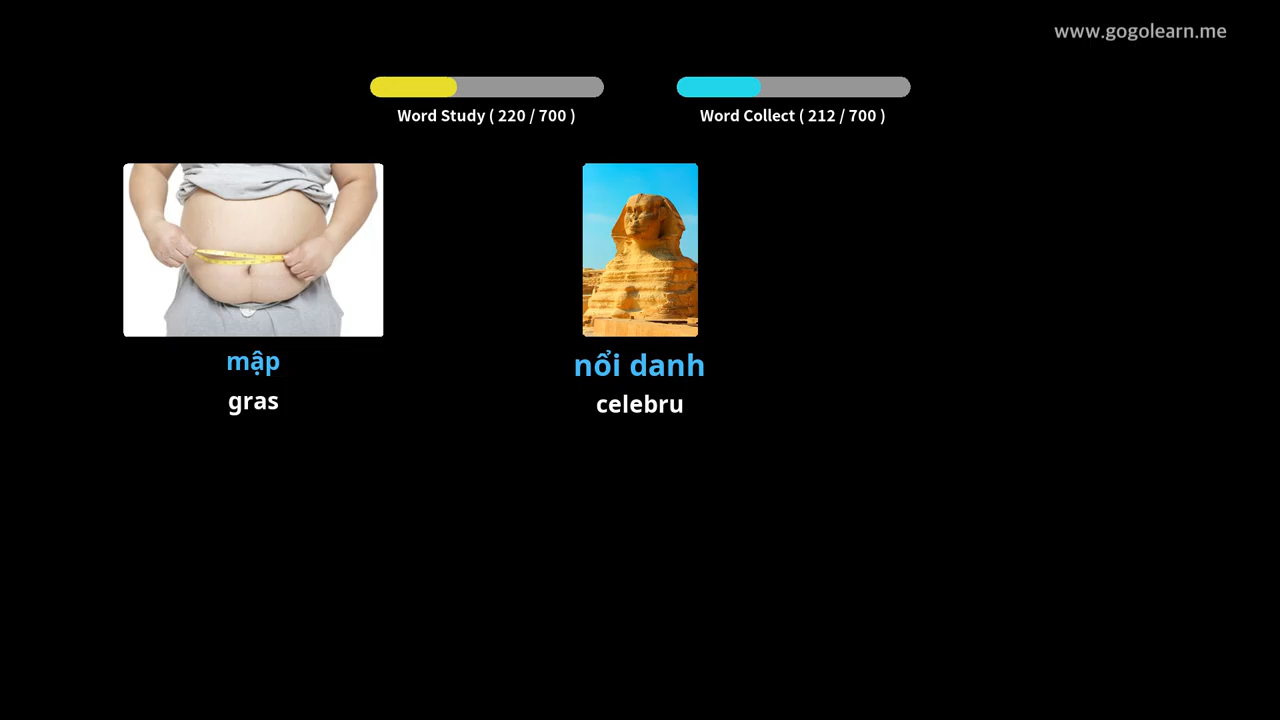 www.gogolearn.me
Word Study ( 220 / 700 )
Word Collect ( 212 / 700 )
mập
gras
nổi danh
celebru